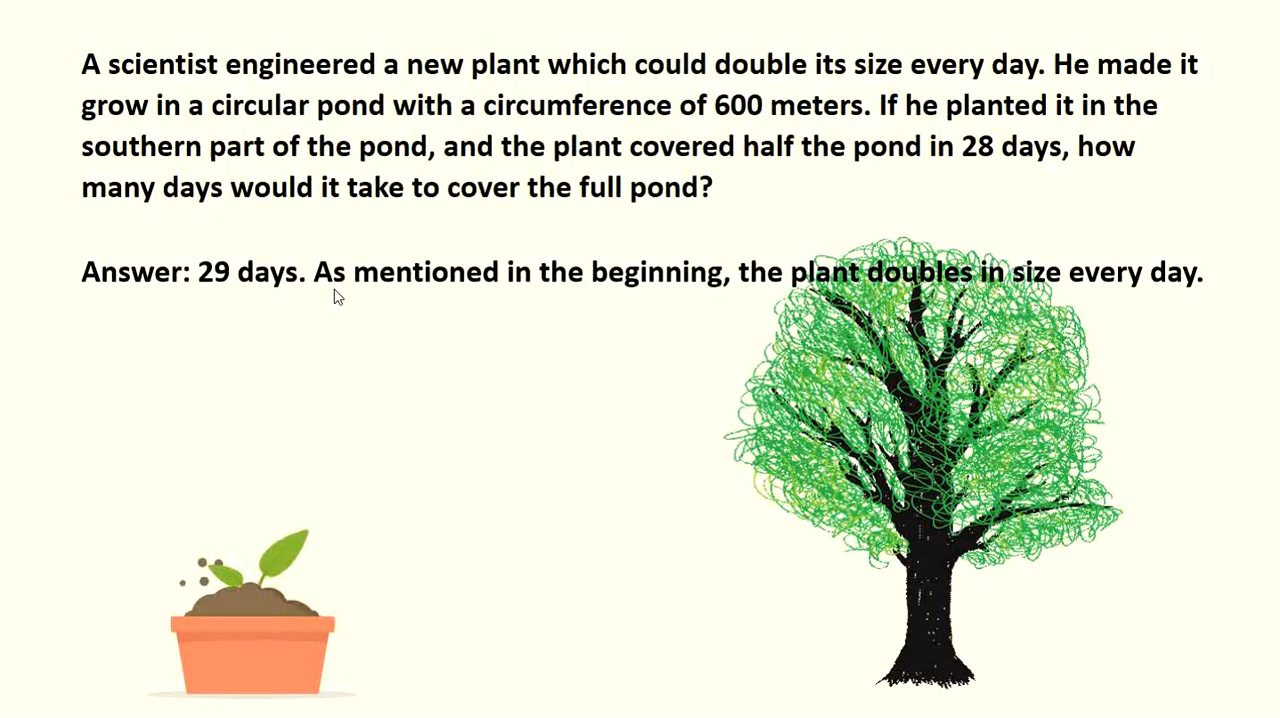 A scientist engineered a new plant which could double its size every day. He made it
grow in a circular pond with a circumference of 600 meters. If he planted it in the
southern part of the pond, and the plant covered half the pond in 28 days, how
many days would it take to cover the full pond?
Answer: 29 days. As mentioned in the beginning, the plant doubles in size every day.